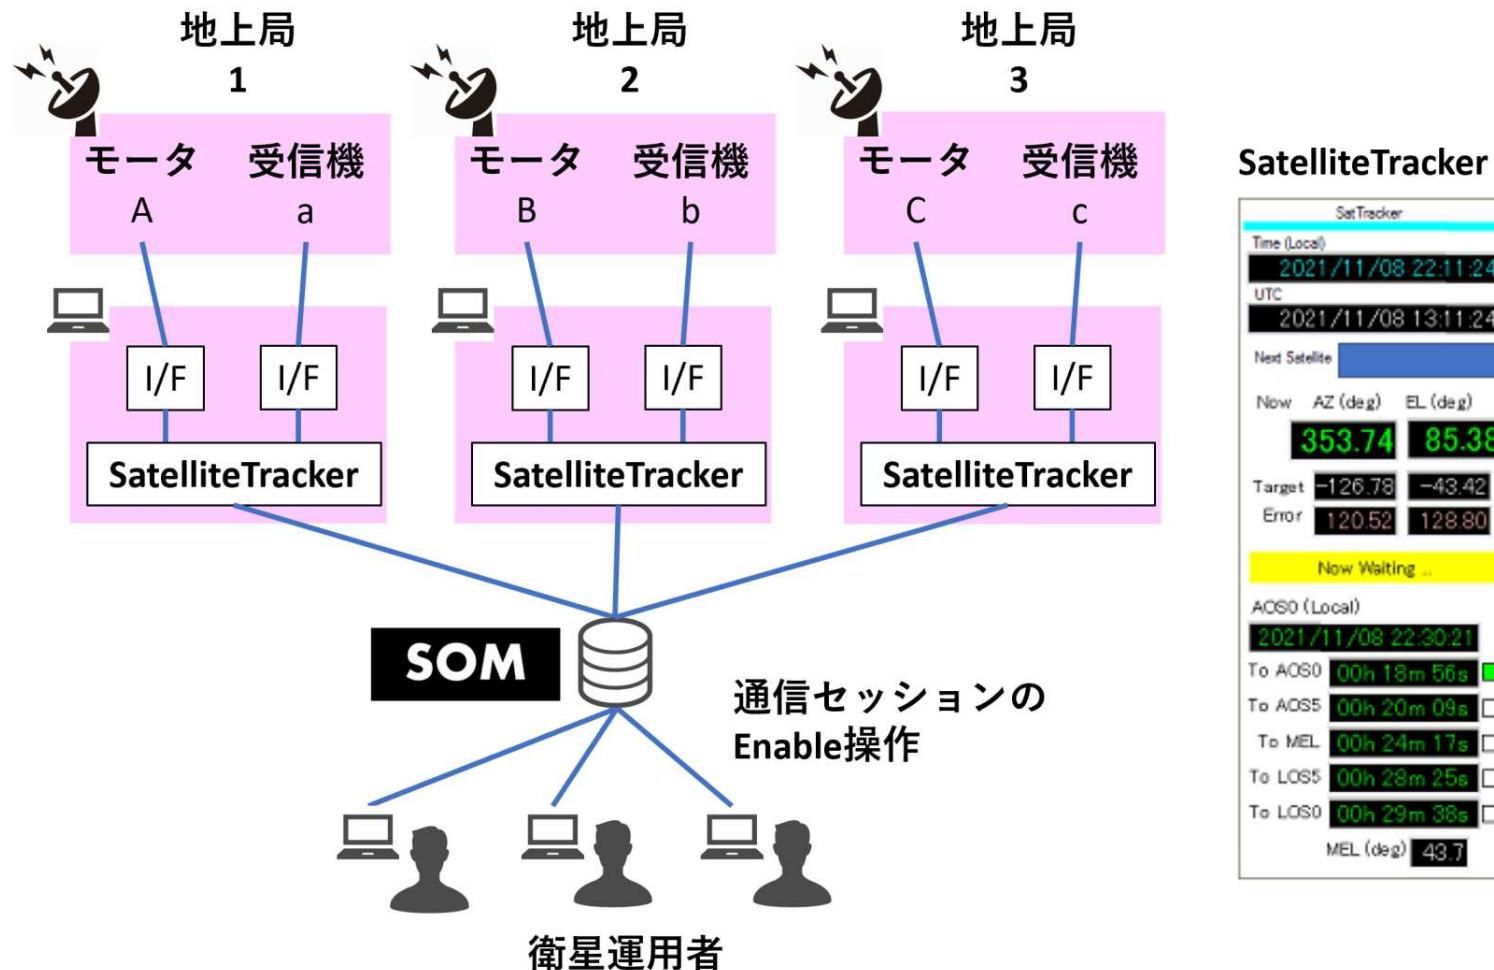 地上局
1
地上局
2
地上局
3
モータ 受信機
A a
モータ 受信機
B b
モータ 受信機
C c
I/F I/F
I/F I/F
I/F I/F
SatelliteTracker
SatelliteTracker
SatelliteTracker
SOM
通信セッションの
Enable操作
衛星運用者
SatelliteTracker
SatTracker
Time (Local)
2021/11/08 22:11:24
UTC
2021/11/08 13:11:24
Next Satellite
Now AZ (deg) EL (deg)
353.74 85.38
Target -126.78 -43.42
Error 120.52 128.80
Now Waiting ...
AOS0 (Local)
2021/11/08 22:30:21
To AOS0 00h 18m 56s
To AOS5 00h 20m 09s
To MEL 00h 24m 17s
To LOS5 00h 28m 25s
To LOS0 00h 29m 38s
MEL (deg) 43.7